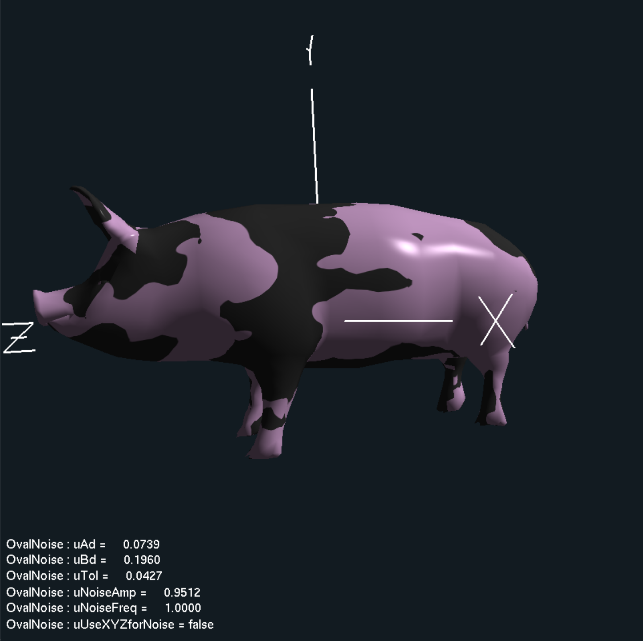 Y
Z
X
OvalNoise : uAd = 0.0739
OvalNoise : uBd = 0.1960
OvalNoise : uTol = 0.0427
OvalNoise : uNoiseAmp = 0.9512
OvalNoise : uNoiseFreq = 1.0000
OvalNoise : uUseXYZforNoise = false